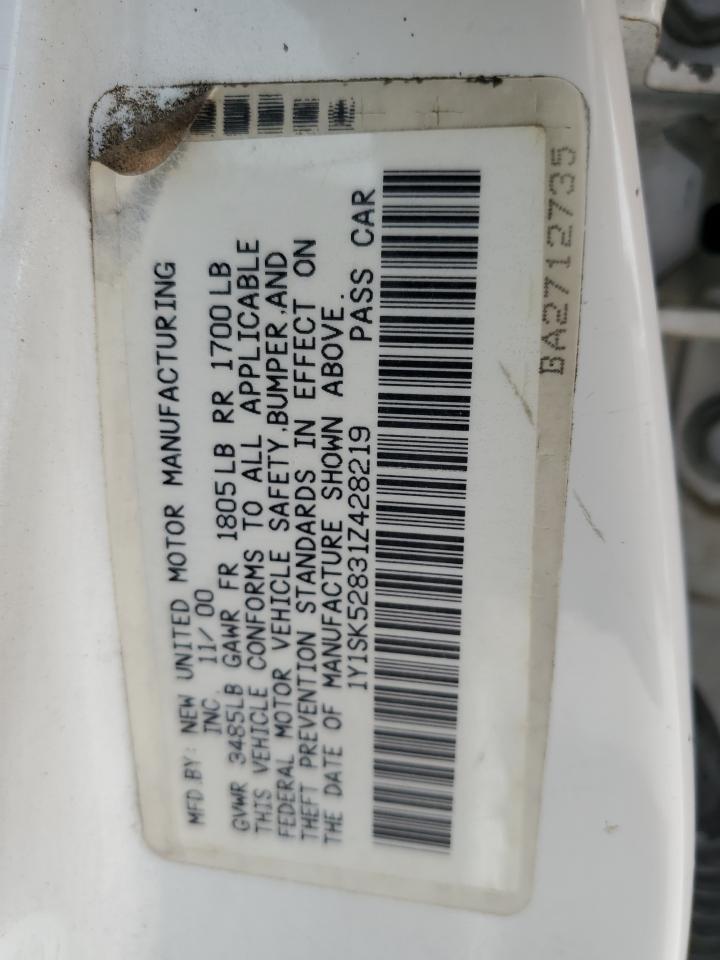 MFD.BY: NEW UNITED MOTOR MANUFACTURING
INC. 11/00
GVWR 3485LB GAWR FR 1805LB RR 1700LB
THIS VEHICLE CONFORMS TO ALL APPLICABLE
FEDERAL MOTOR VEHICLE SAFETY,BUMPER,AND
THEFT PREVENTION STANDARDS IN EFFECT ON
THE DATE OF MANUFACTURE SHOWN ABOVE.
1Y1SK52831Z428219 PASS CAR
BA2712735